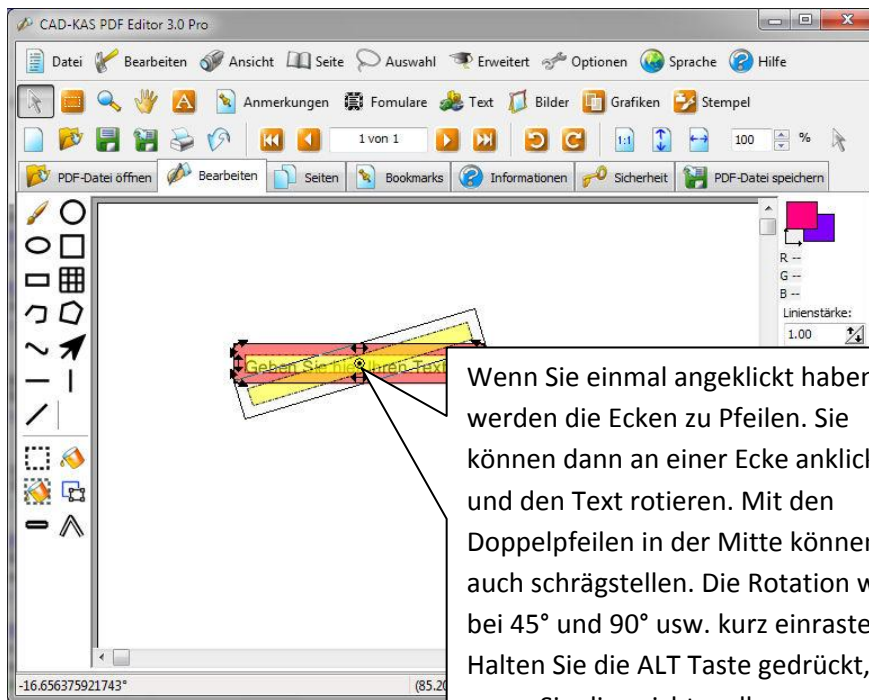 CAD-KAS PDF Editor 3.0 Pro
Datei Bearbeiten Ansicht Seite Auswahl Erweitert Optionen Sprache Hilfe
Anmerkungen Fomulare Text Bilder Grafiken Stempel
1 von 1 1:1 100 %
PDF-Datei öffnen Bearbeiten Seiten Bookmarks Informationen Sicherheit PDF-Datei speichern
R --
G --
B --
Linienstärke:
1.00
Geben Sie hier Ihren Text
Wenn Sie einmal angeklickt haben
werden die Ecken zu Pfeilen. Sie
können dann an einer Ecke anklick
und den Text rotieren. Mit den
Doppelpfeilen in der Mitte können
auch schrägstellen. Die Rotation w
bei 45° und 90° usw. kurz einraste
Halten Sie die ALT Taste gedrückt,
-16.656375921743° (85.20